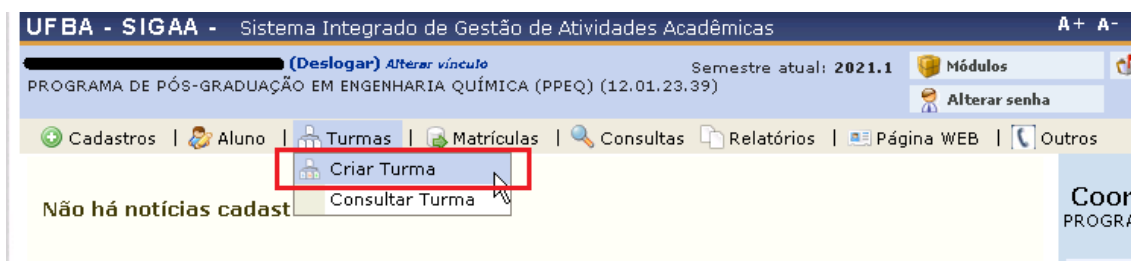 UFBA - SIGAA - Sistema Integrado de Gestão de Atividades Acadêmicas A+ A-
(Deslogar) Alterar vínculo Semestre atual: 2021.1 Módulos
PROGRAMA DE PÓS-GRADUAÇÃO EM ENGENHARIA QUÍMICA (PPEQ) (12.01.23.39)
Alterar senha
Cadastros | Aluno | Turmas | Matrículas | Consultas Relatórios | Página WEB | Outros
Criar Turma
Consultar Turma
Não há notícias cadast
Coor
PROGRA